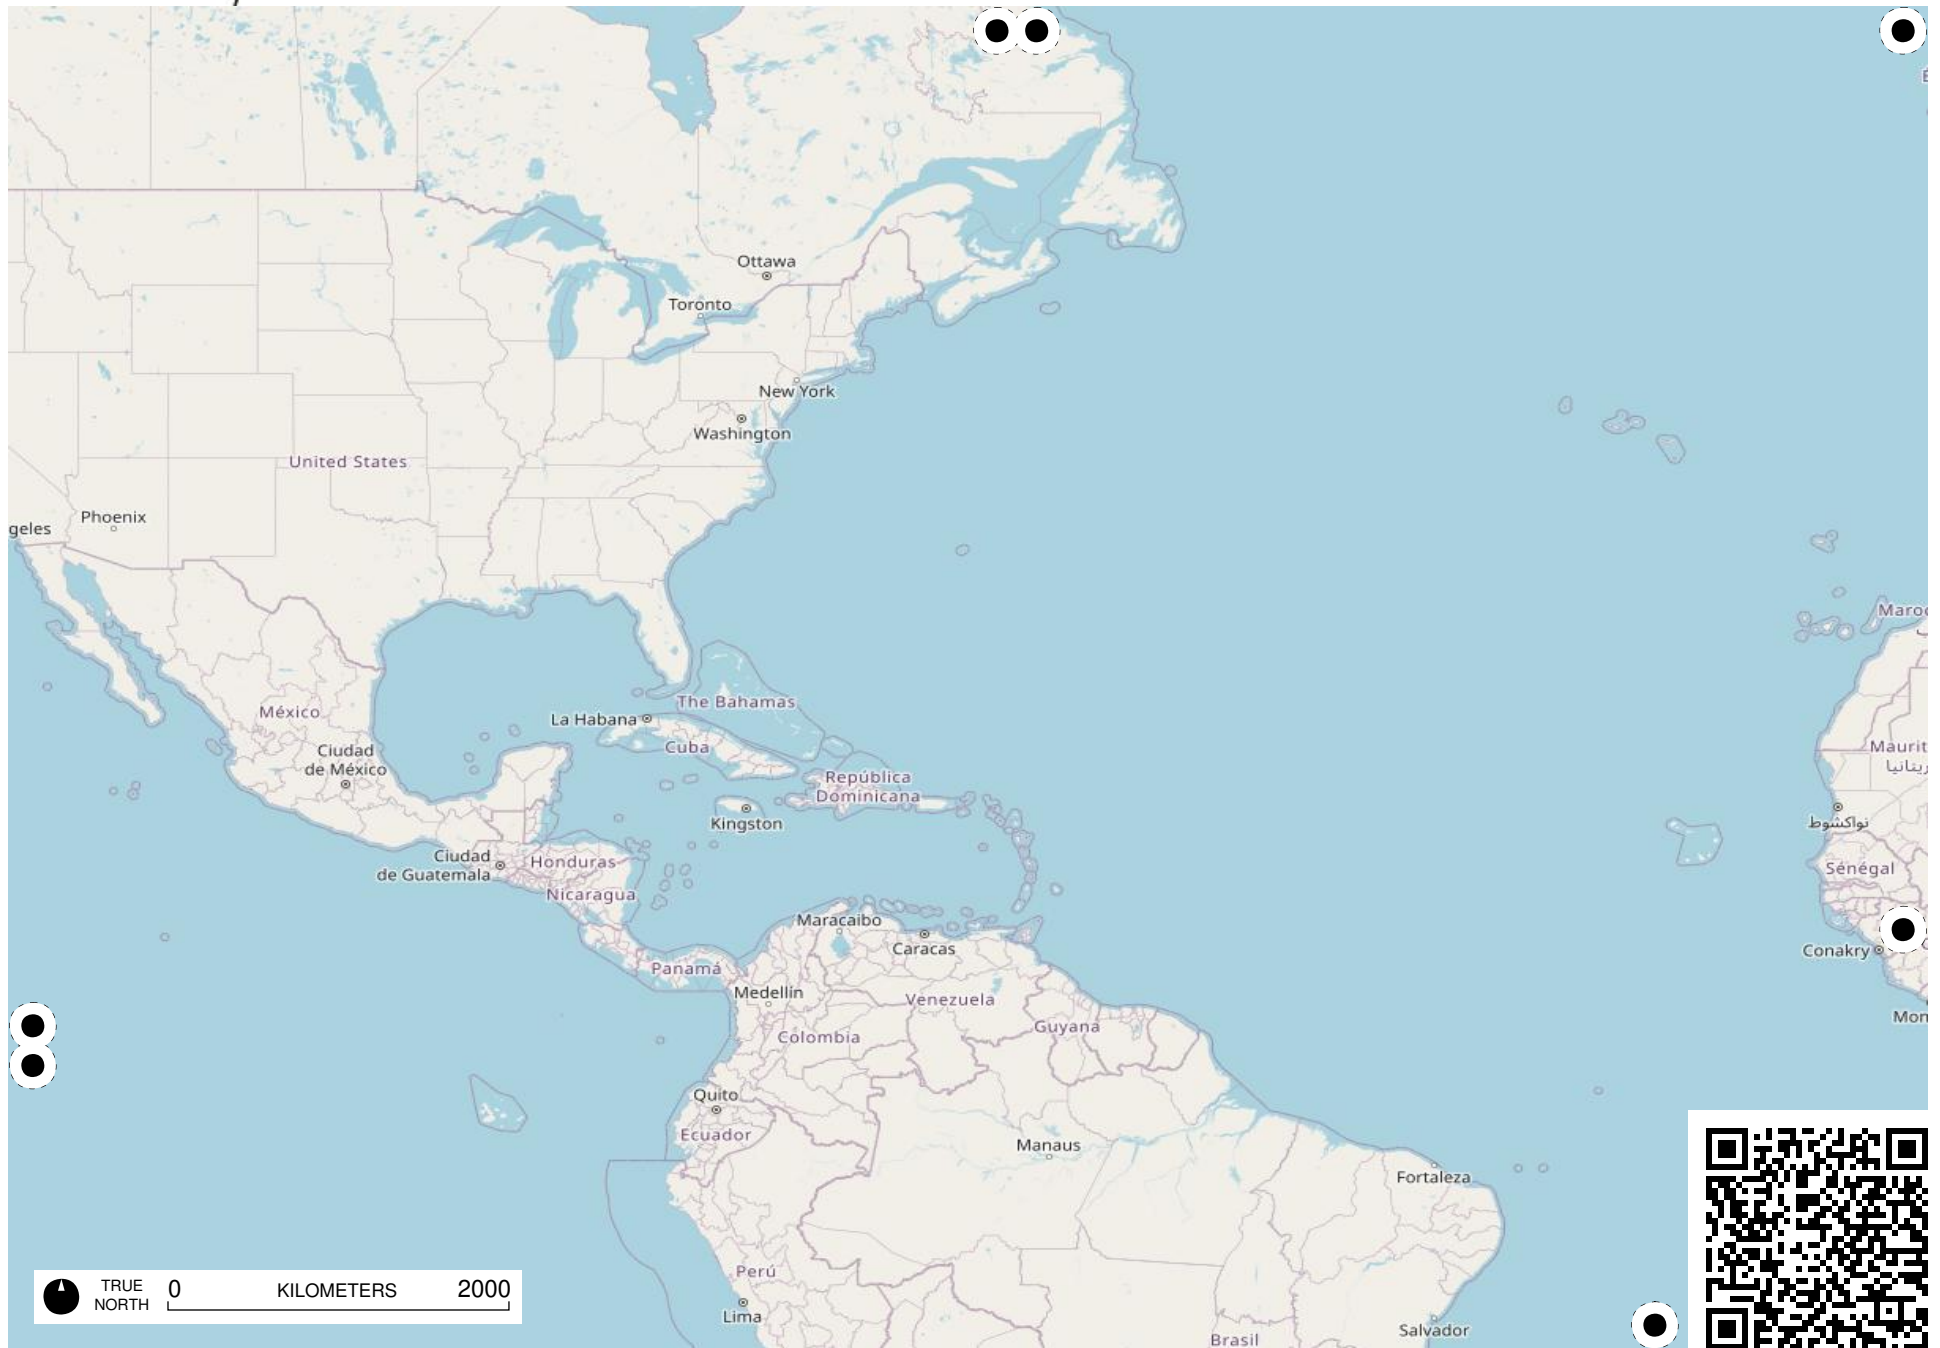 Ottawa
Toronto
New York
Washington
United States
geles
Phoenix
Maroc
The Bahamas
México
La Habana
Cuba
Ciudad
de México
Maurit
República
Dominicana
نواكشوط
Kingston
Ciudad
de Guatemala
Honduras
Sénégal
Nicaragua
Maracaibo
Caracas
Conakry
Panamá
Medellín
Venezuela
Mon
Guyana
Colombia
Quito
Ecuador
Manaus
Fortaleza
Perú
TRUE
NORTH
0 KILOMETERS 2000
Lima
Salvador
Brasil